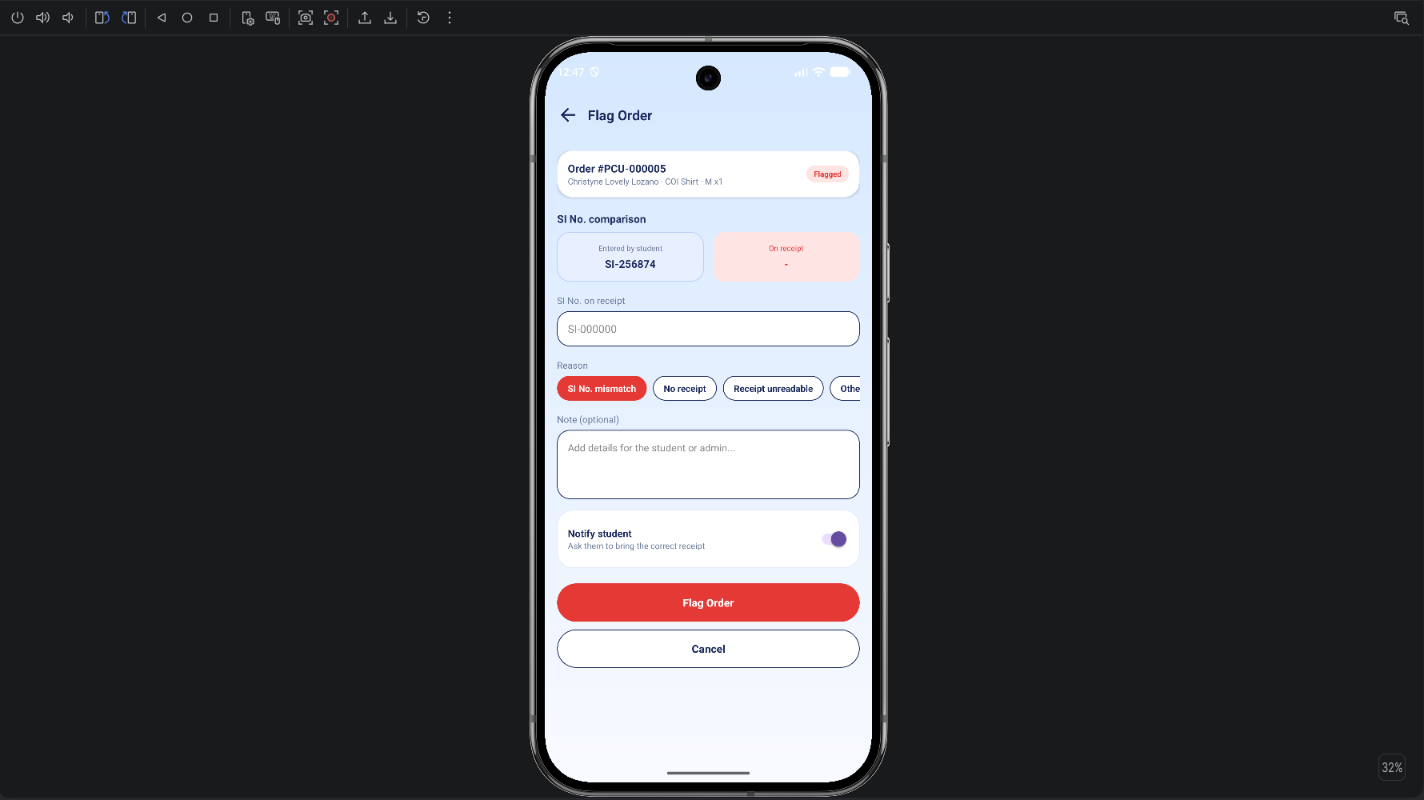 12:47
Flag Order
Order #PCU-000005
Flagged
Christyne Lovely Lozano · COI Shirt · M x1
SI No. comparison
Entered by student
SI-256874
On receipt
-
SI No. on receipt
SI-000000
Reason
SI No. mismatch
No receipt
Receipt unreadable
Othe
Note (optional)
Add details for the student or admin...
Notify student
Ask them to bring the correct receipt
Flag Order
Cancel
32%